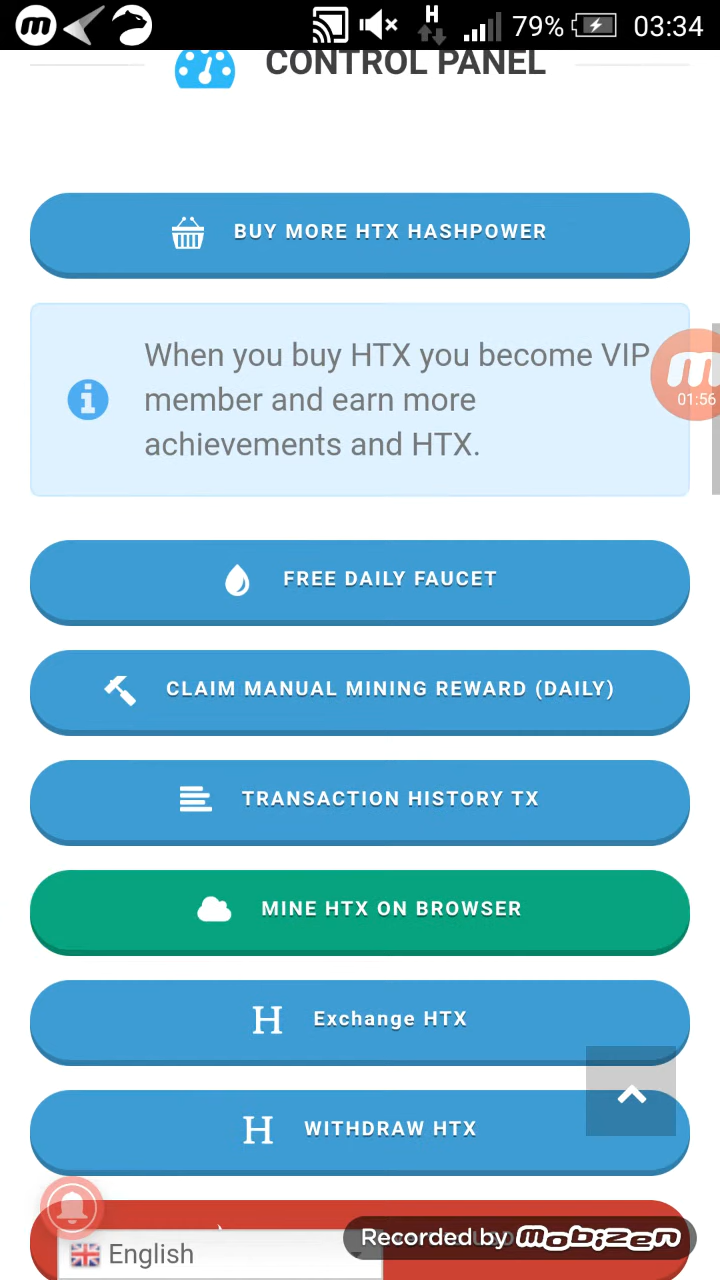 H
79%
03:34
CONTROL PANEL
BUY MORE HTX HASHPOWER
When you buy HTX you become VIP
member and earn more
achievements and HTX.
01:56
FREE DAILY FAUCET
CLAIM MANUAL MINING REWARD (DAILY)
TRANSACTION HISTORY TX
MINE HTX ON BROWSER
H Exchange HTX
H WITHDRAW HTX
English
Recorded by mobizen